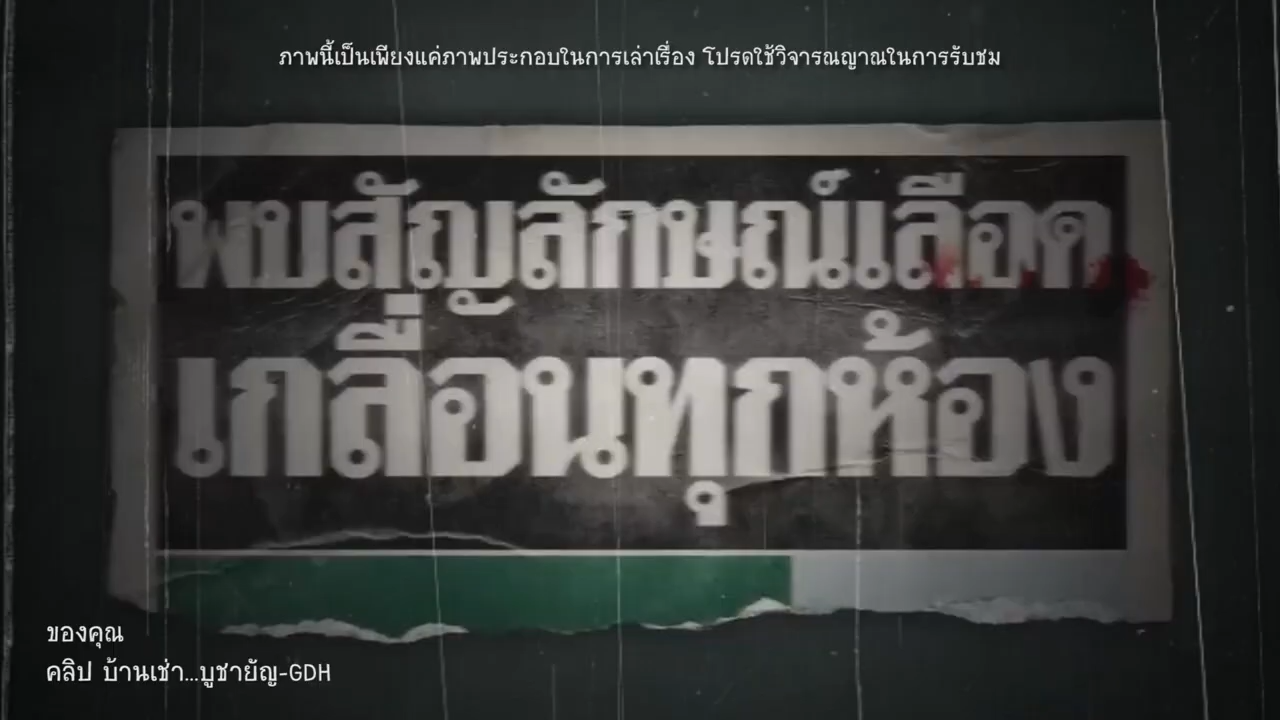 ภาพนี้เป็นเพียงแค่ภาพประกอบในการเล่าเรื่อง โปรดใช้วิจารณญาณในการรับชม
พบสัญลักษณ์เลือด
เกลื่อนทุกห้อง
ของคุณ
คลิป บ้านเช่า...บูชายัญ-GDH